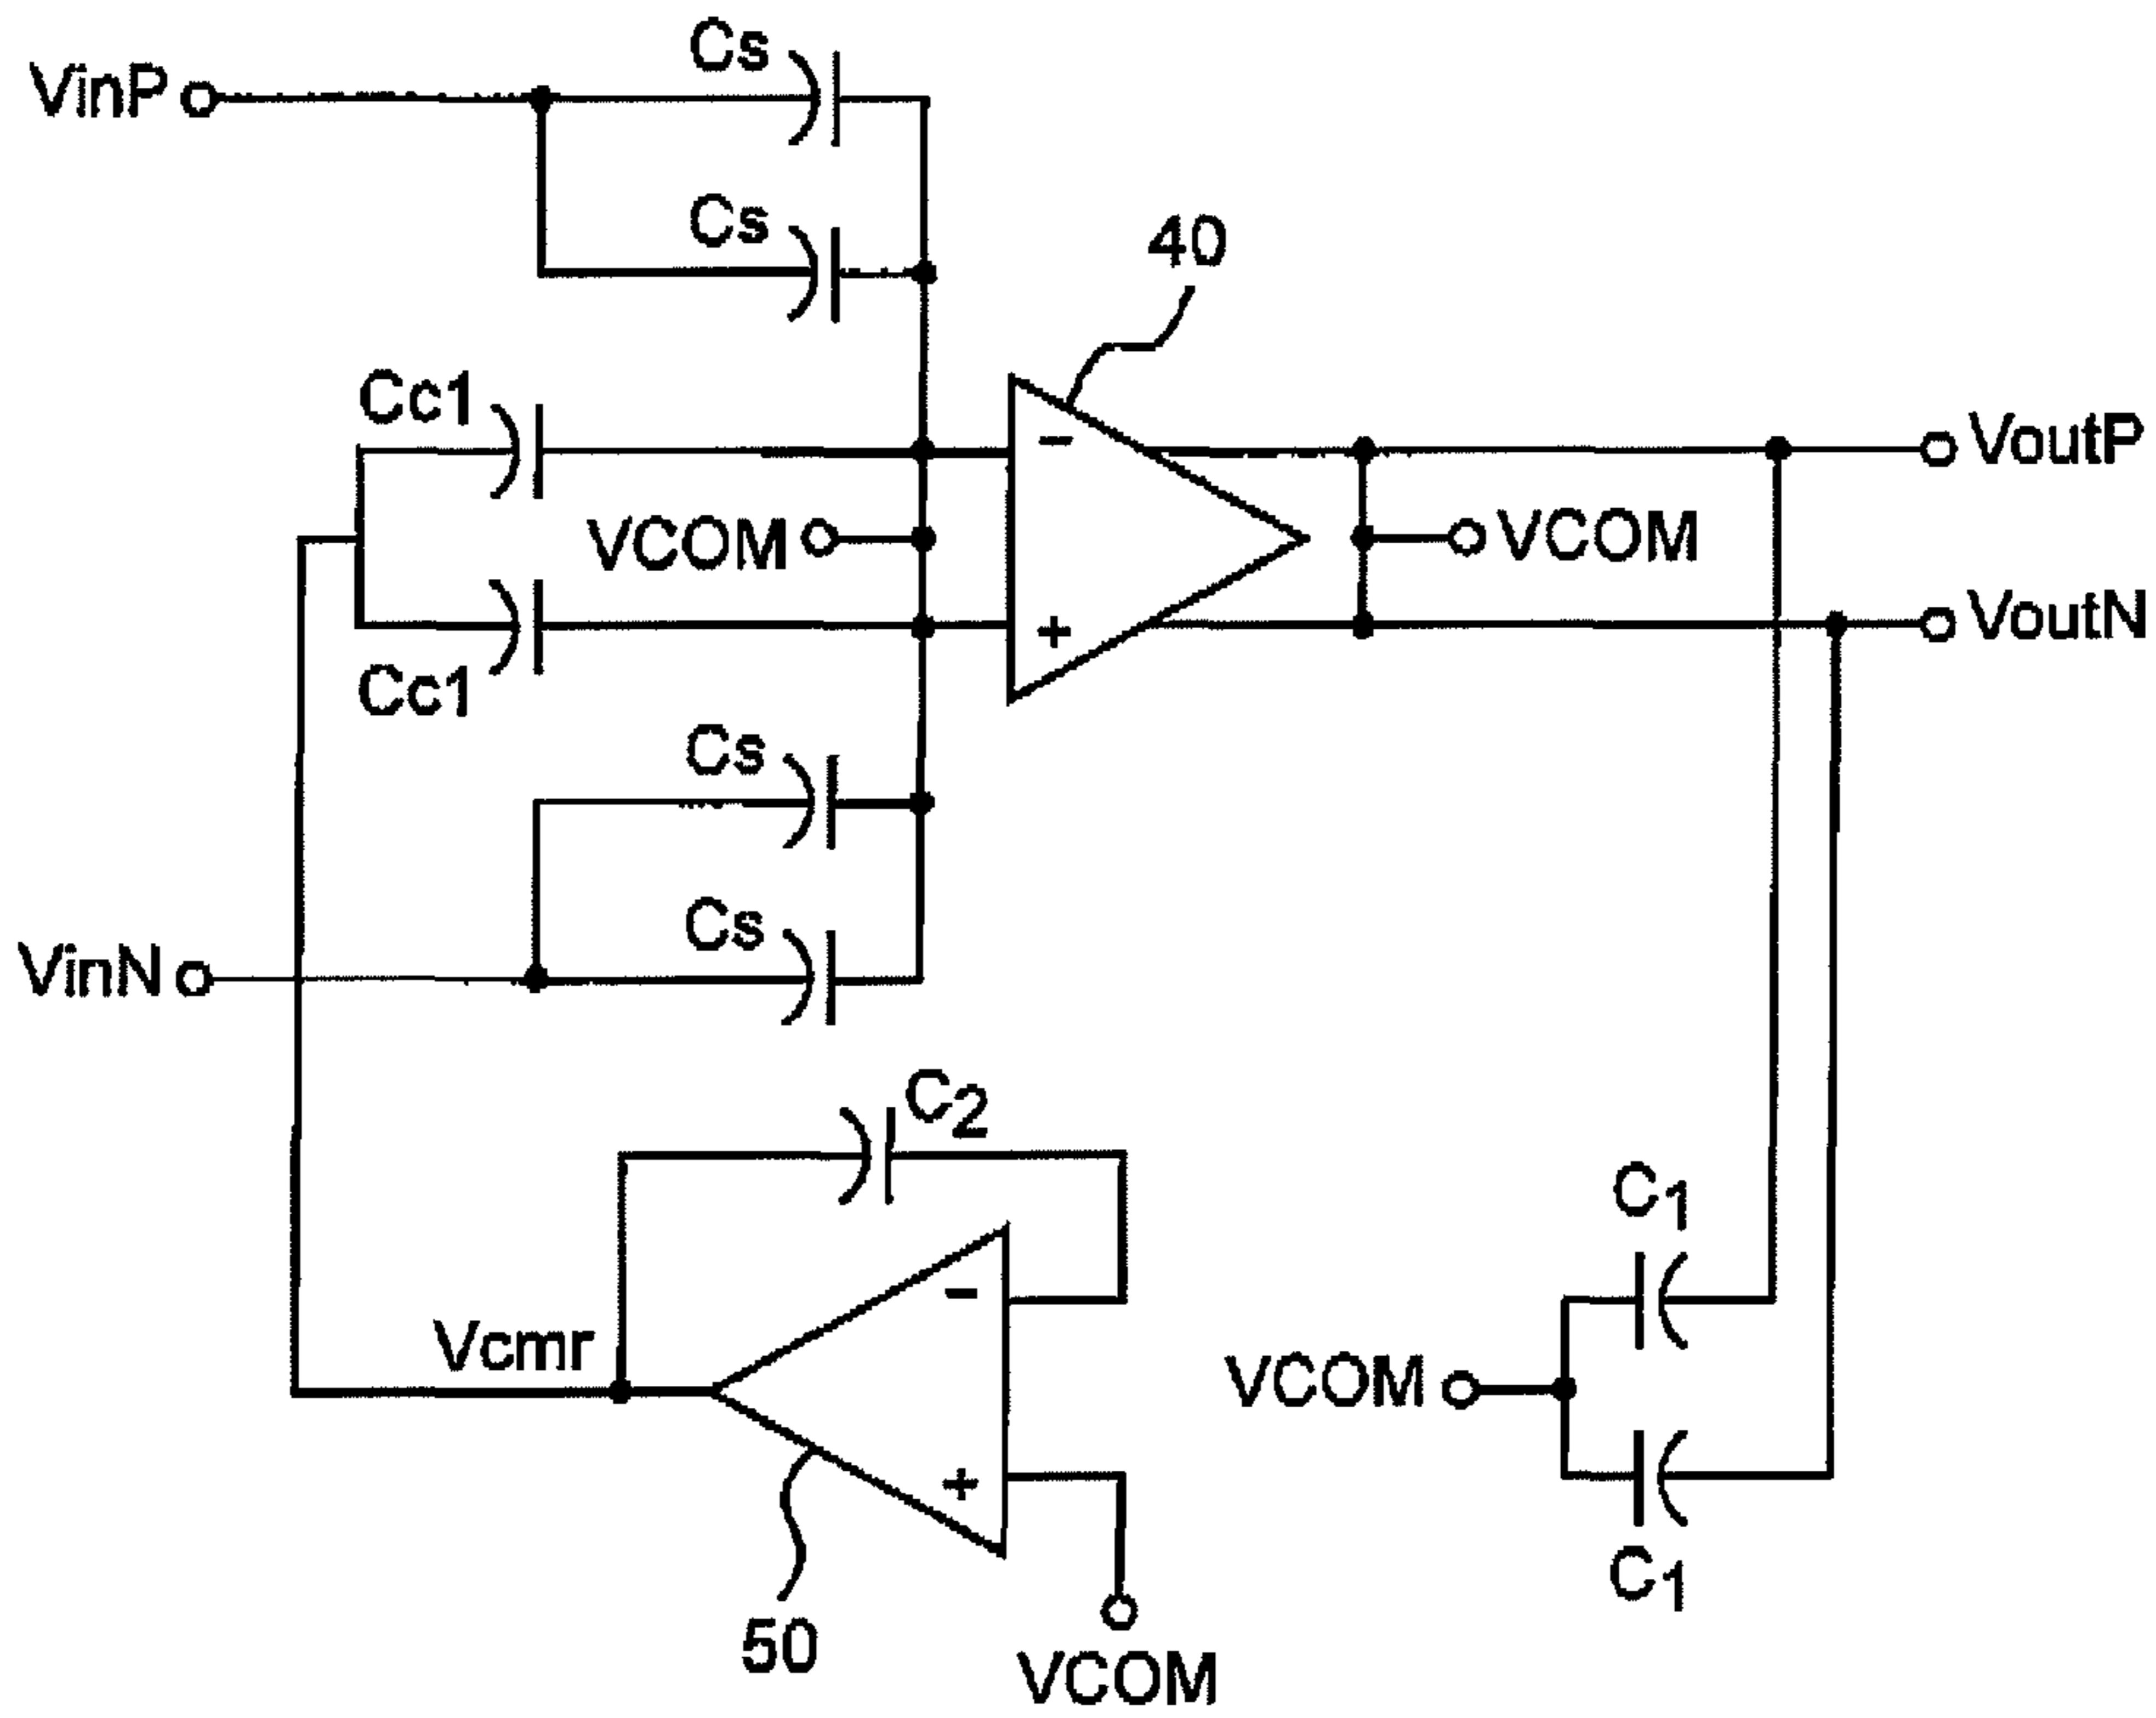 Cs
VinP
Cs
40
Cc1
VoutP
VCOM
VCOM
VoutN
Cc1
Cs
Cs
VinN
C2
C1
Vcmr
VCOM
C1
50
VCOM